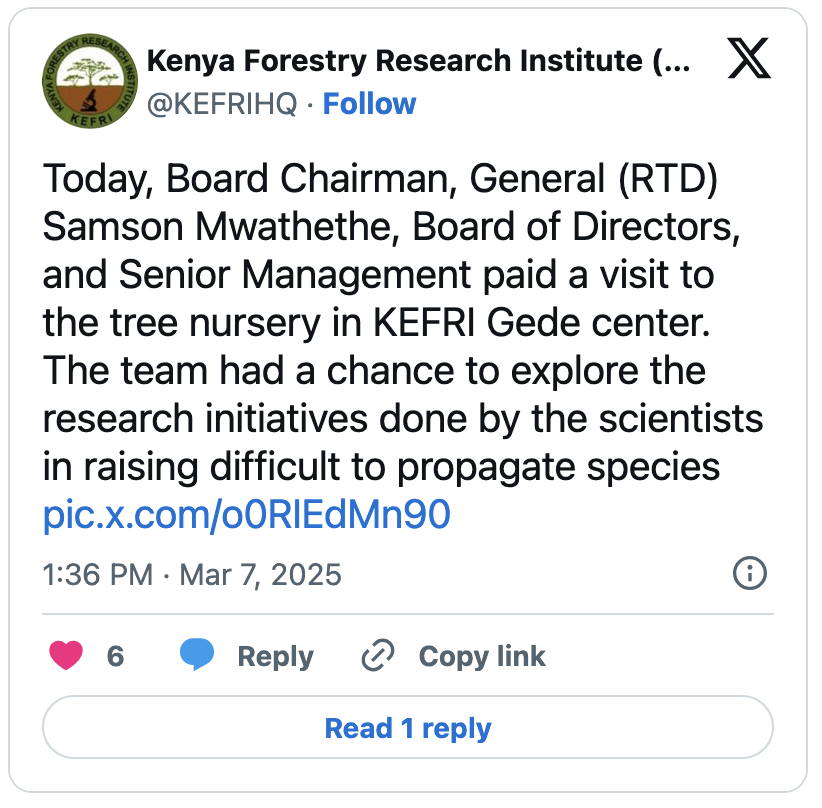 Kenya Forestry Research Institute (...
@KEFRIHQ · Follow
KENYA FORESTRY RESEARCH INSTITUTE
KEFRI
Today, Board Chairman, General (RTD)
Samson Mwathethe, Board of Directors,
and Senior Management paid a visit to
the tree nursery in KEFRI Gede center.
The team had a chance to explore the
research initiatives done by the scientists
in raising difficult to propagate species
pic.x.com/o0RIEdMn90
1:36 PM · Mar 7, 2025
6 Reply Copy link
Read 1 reply